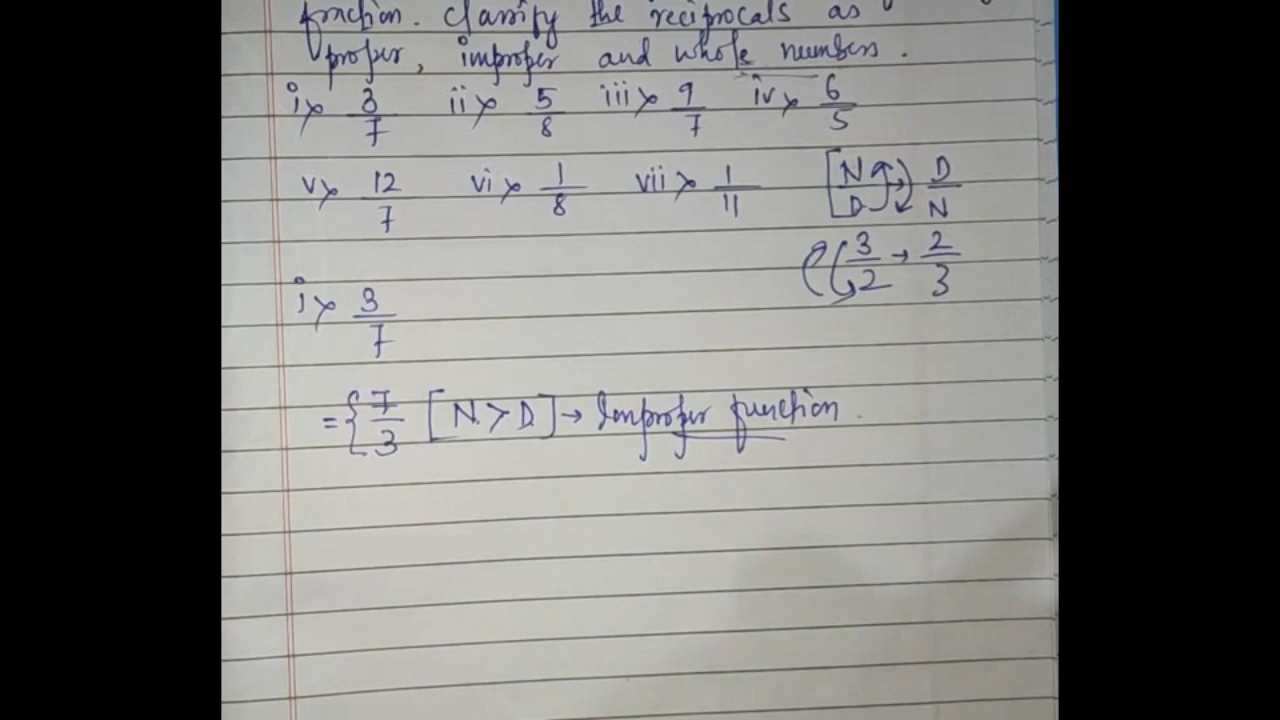 function. Classify the reciprocals as
proper, improper and whole numbers.
i> 3/7 ii> 5/8 iii> 9/7 iv> 6/5
v> 12/7 vi> 1/8 vii> 1/11 [N/D → D/N
3/2 → 2/3
i> 3/7
= { 7/3 [N > D] → Improper function.